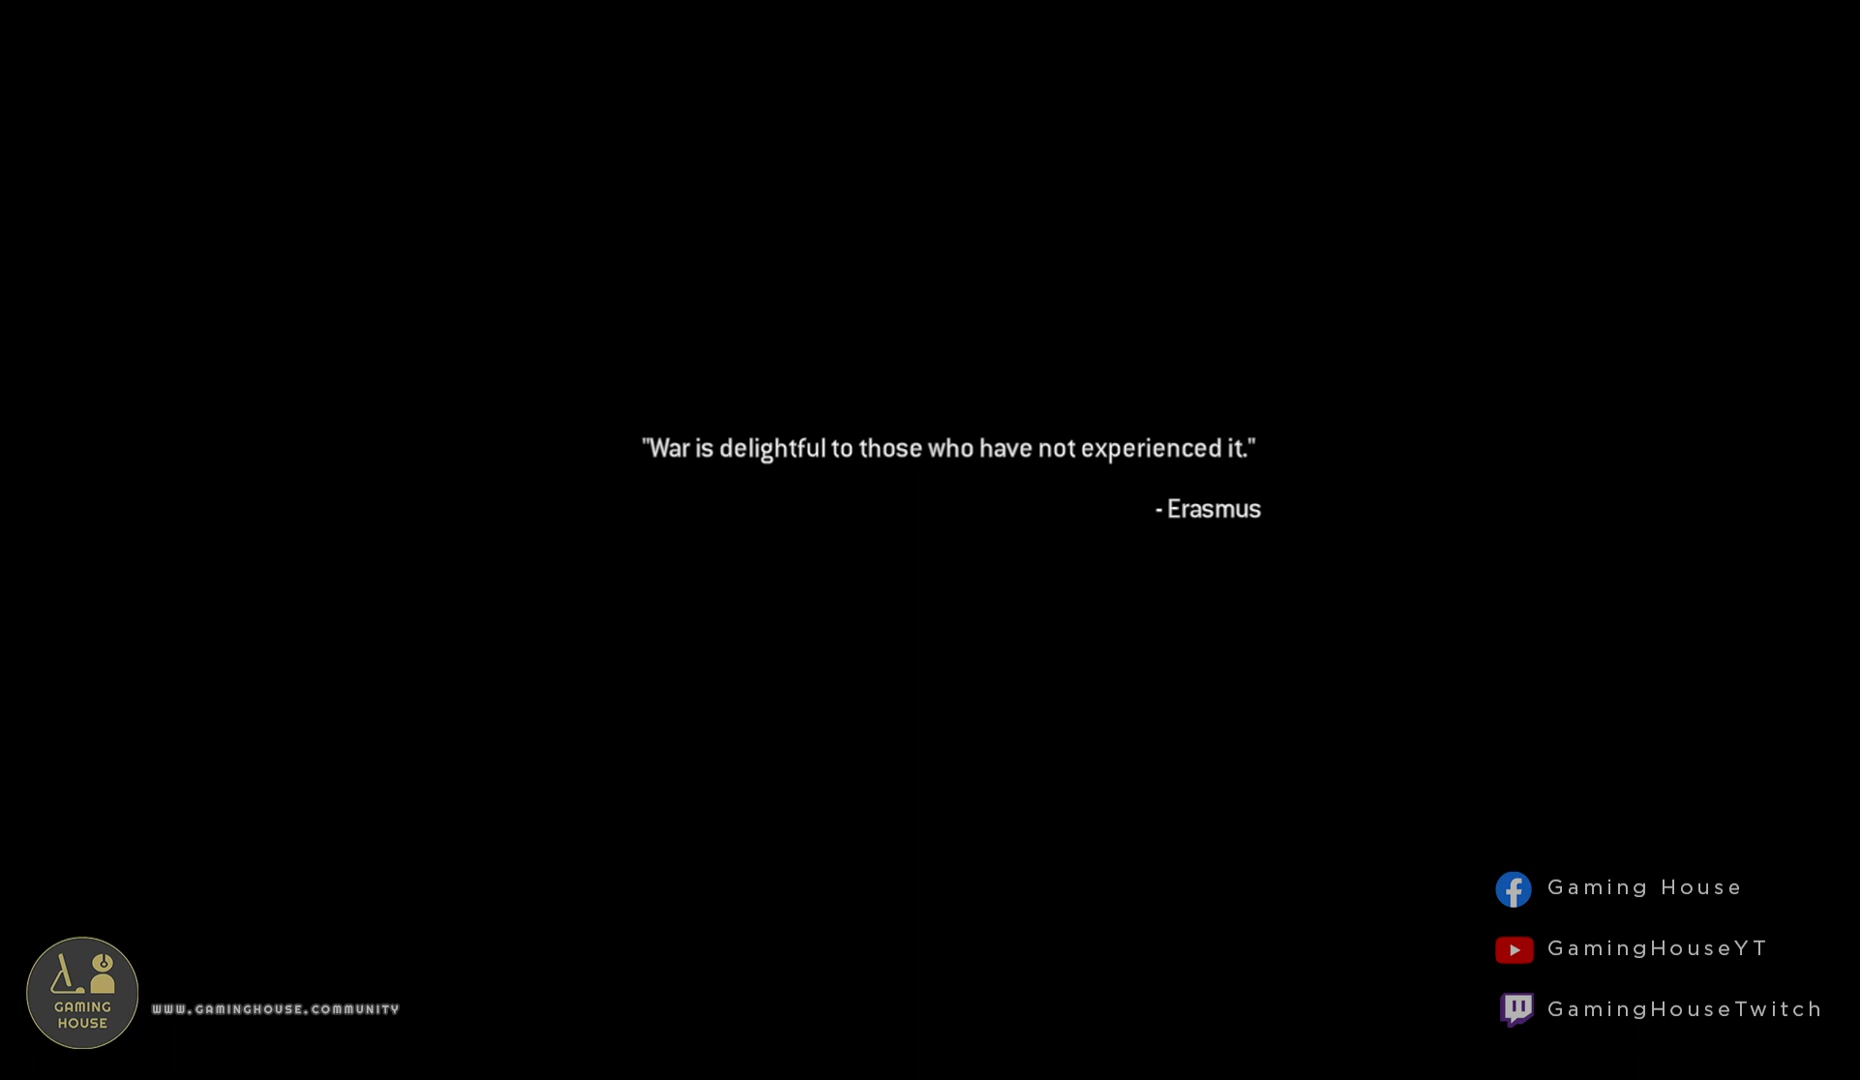 "War is delightful to those who have not experienced it."
- Erasmus
Gaming House
GamingHouseYT
GamingHouseTwitch
GAMING
HOUSE
WWW.GAMINGHOUSE.COMMUNITY